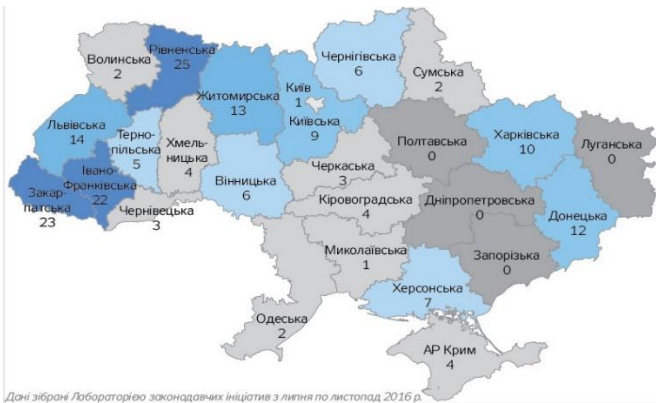 Волинська
2
Рівненська
25
Житомирська
13
Київ
1
Київська
9
Чернігівська
6
Сумська
2
Львівська
14
Терно-
пільська
5
Хмель-
ницька
4
Вінницька
6
Черкаська
3
Полтавська
0
Харківська
10
Луганська
0
Закар-
патська
23
Івано-
Франківська
22
Чернівецька
3
Кіровоградська
4
Дніпропетровська
0
Донецька
12
Миколаївська
1
Запорізька
0
Одеська
2
Херсонська
7
АР Крим
4
Дані зібрані Лабораторією законодавчих ініціатив з липня по листопад 2016 р.